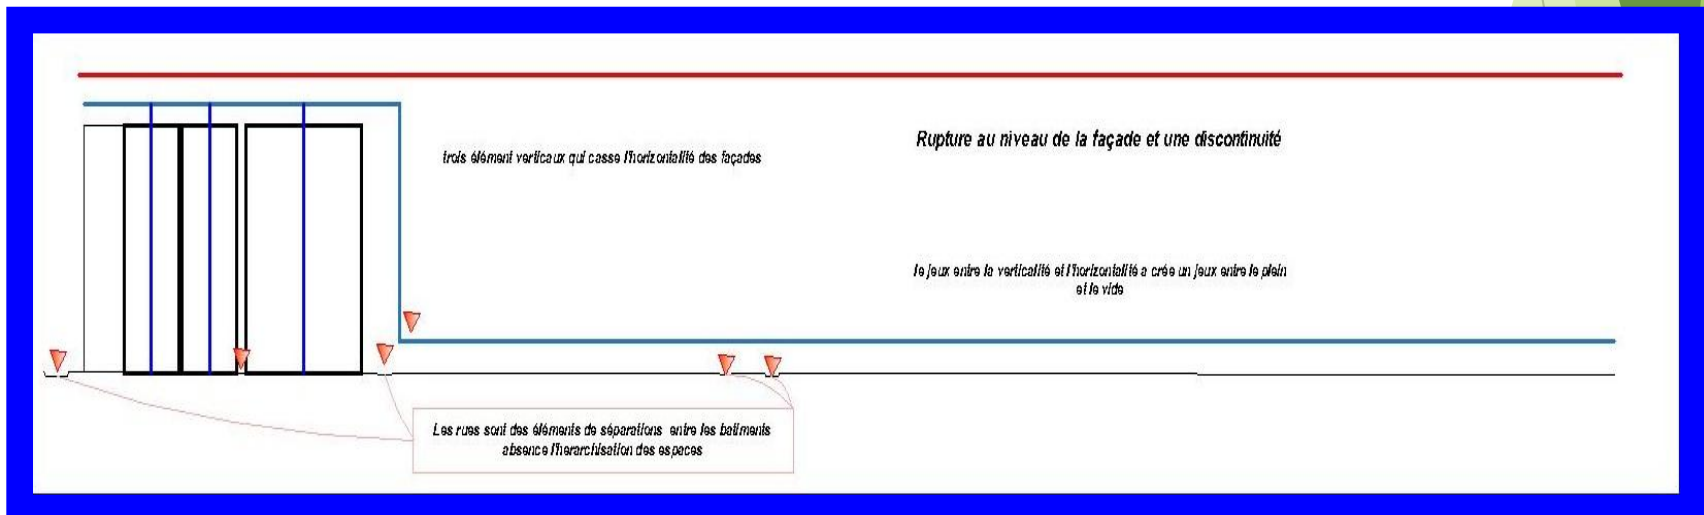 trois élément verticaux qui casse l'horizontalité des façades
Rupture au niveau de la façade et une discontinuité
le jeux entre la verticalité et l'horizontalité a crée un jeux entre le plein
et le vide
Les rues sont des éléments de séparations entre les batiments
absence l'hierarchisation des espaces